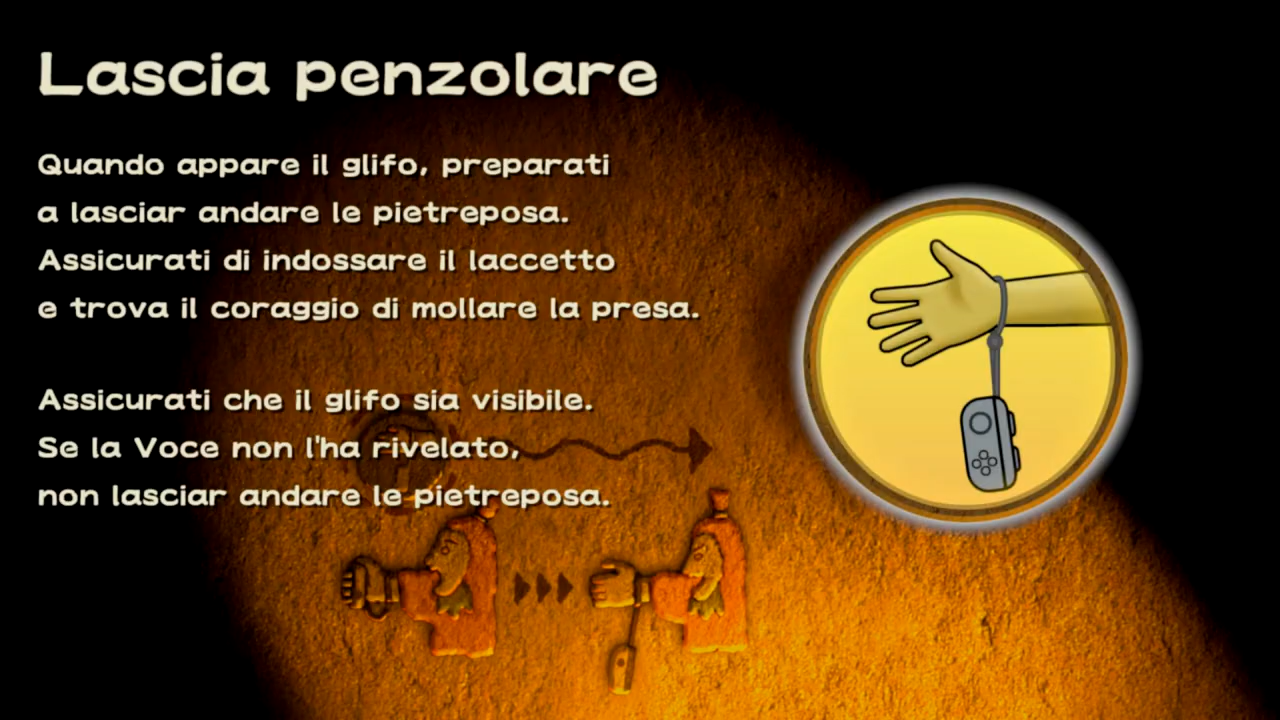 Lascia penzolare
Quando appare il glifo, preparati
a lasciar andare le pietreposa.
Assicurati di indossare il laccetto
e trova il coraggio di mollare la presa.
Assicurati che il glifo sia visibile.
Se la Voce non l'ha rivelato,
non lasciar andare le pietreposa.